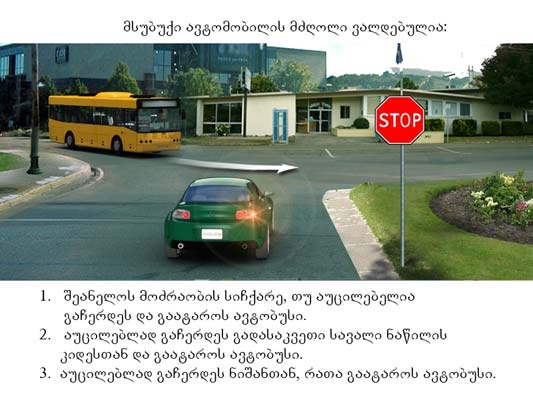 მსუბუქი ავტომობილის მძღოლი ვალდებულია:
STOP
1. შეანელოს მოძრაობის სიჩქარე, თუ აუცილებელია
გაჩერდეს და გაატაროს ავტობუსი.
2. აუცილებლად გაჩერდეს გადასაკვეთი სავალი ნაწილის
კიდესთან და გაატაროს ავტობუსი.
3. აუცილებლად გაჩერდეს ნიშანთან, რათა გაატაროს ავტობუსი.